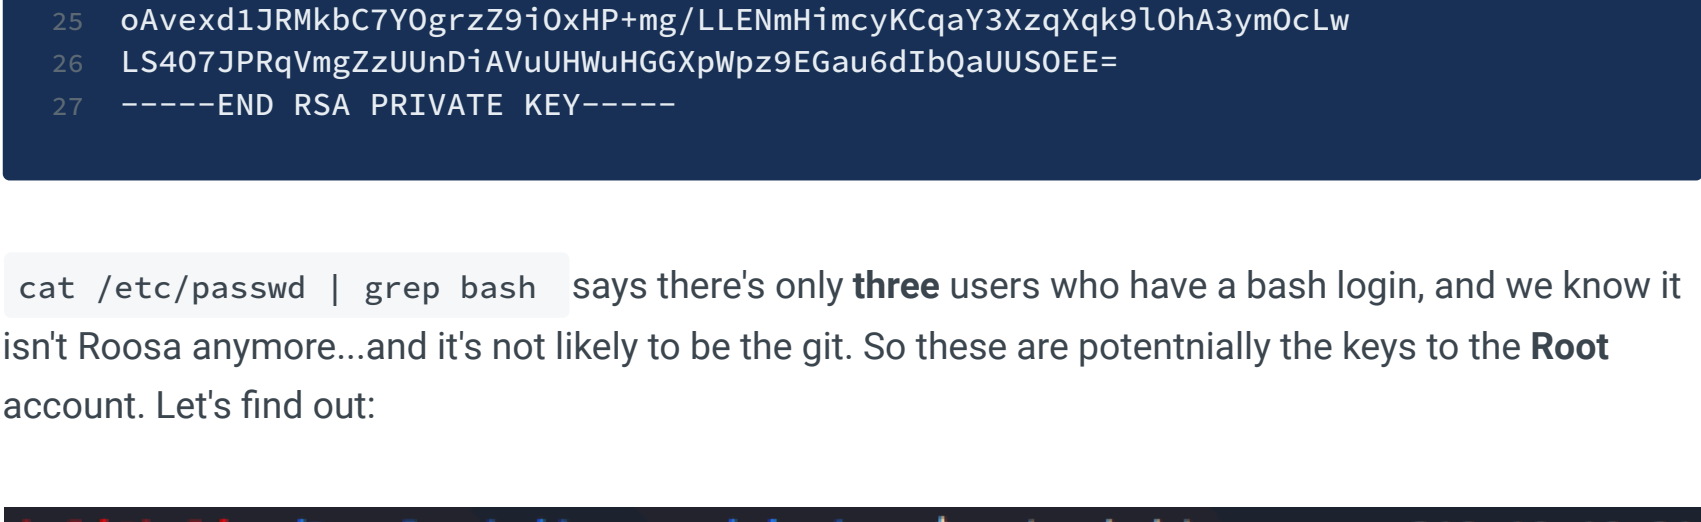 25 oAvexd1JRMkbC7YOgrzZ9iOxHP+mg/LLENmHimcyKCqaY3XzqXqk9lOhA3ymOcLw
26 LS4O7JPRqVmgZzUUnDiAVuUHWuHGGXpWpz9EGau6dIbQaUUSOEE=
27 -----END RSA PRIVATE KEY-----
cat /etc/passwd | grep bash says there's only three users who have a bash login, and we know it
isn't Roosa anymore...and it's not likely to be the git. So these are potentnially the keys to the Root
account. Let's find out: